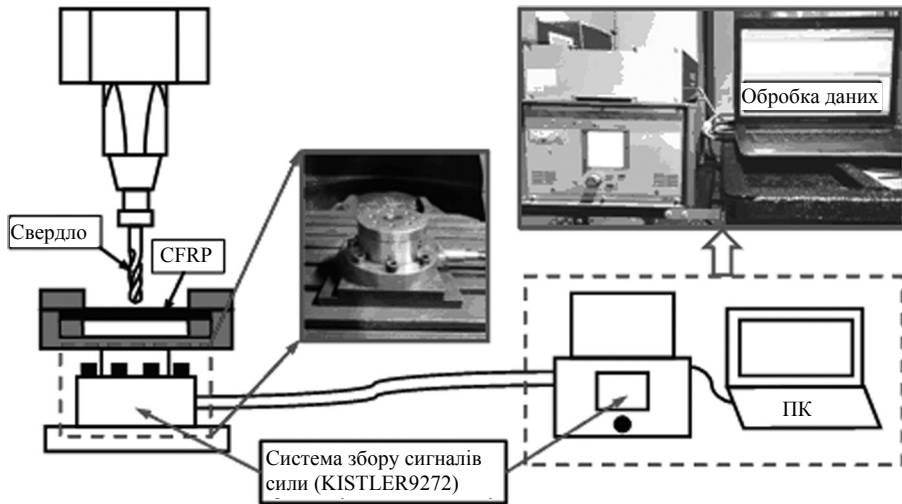 Обробка даних
Свердло
CFRP
ПК
Система збору сигналів
сили (KISTLER9272)